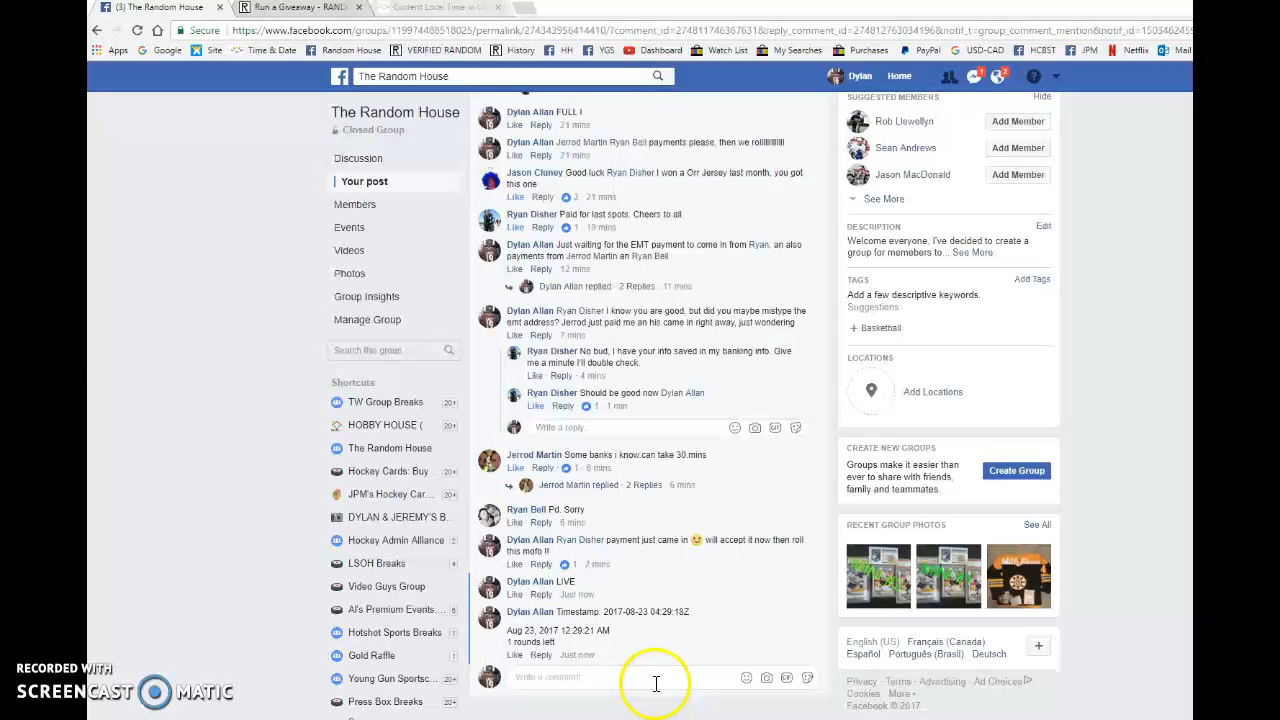 (3) The Random House
Run a Giveaway - RAND
Current Local Time in C
Secure
https://www.facebook.com/groups/119974488516325/permalink/274343956414410/?comment_id=274811746367631&reply_comment_id=274812763034196&notif_t=group_comment_mention&notif_id=1503462459
Apps
Google
Site
Time & Date
Random House
VERIFIED RANDOM
History
HH
YGS
Dashboard
Watch List
My Searches
Purchases
PayPal
USD-CAD
HCBST
JPM
Netflix
Mail
The Random House
Dylan
Home
1
2
The Random House
Closed Group
Discussion
Your post
Members
Events
Videos
Photos
Group Insights
Manage Group
Search this group
Shortcuts
TW Group Breaks 20+
HOBBY HOUSE ( 20+
The Random House
Hockey Cards: Buy 20+
JPM's Hockey Car... 20+
DYLAN & JEREMY'S B..
Hockey Admin Alliance 2
LSOH Breaks 4
Video Guys Group
Al's Premium Events... 6
Hotshot Sports Breaks 1
Gold Raffle 1
Young Gun Sportsc... 20+
Press Box Breaks 20+
Dylan Allan FULL !
Like Reply 21 mins
Dylan Allan Jerrod Martin Ryan Bell payments please, then we rolllllllllllll
Like Reply 21 mins
Jason Cluney Good luck Ryan Disher I won a Orr Jersey last month, you got
this one
Like Reply 2 21 mins
Ryan Disher Paid for last spots. Cheers to all.
Like Reply 1 19 mins
Dylan Allan Just waiting for the EMT payment to come in from Ryan, an also
payments from Jerrod Martin an Ryan Bell
Like Reply 12 mins
Dylan Allan replied · 2 Replies 11 mins
Dylan Allan Ryan Disher I know you are good, but did you maybe mistype the
emt address? Jerrod just paid me an his came in right away, just wondering
Like Reply 7 mins
Ryan Disher No bud, I have your info saved in my banking info. Give
me a minute I'll double check.
Like · Reply · 4 mins
Ryan Disher Should be good now Dylan Allan
Like Reply 1 1 min
Write a reply...
Jerrod Martin Some banks i know.can take 30.mins
Like Reply 1 · 6 mins
Jerrod Martin replied · 2 Replies 6 mins
Ryan Bell Pd. Sorry
Like Reply 6 mins
Dylan Allan Ryan Disher payment just came in will accept it now then roll
this mofo !!
Like Reply 1 2 mins
Dylan Allan LIVE
Like Reply Just now
Dylan Allan Timestamp: 2017-08-23 04:29:18Z
Aug 23, 2017 12:29:21 AM
1 rounds left
Like Reply Just now
Write a comment
SUGGESTED MEMBERS Hide
Rob Llewellyn Add Member
Sean Andrews Add Member
Jason MacDonald Add Member
See More
DESCRIPTION Edit
Welcome everyone, I've decided to create a
group for memebers to... See More
TAGS Add Tags
Add a few descriptive keywords.
Suggestions
+ Basketball
LOCATIONS
Add Locations
CREATE NEW GROUPS
Groups make it easier than
ever to share with friends,
family and teammates.
Create Group
RECENT GROUP PHOTOS See All
English (US) · Français (Canada) ·
Español · Português (Brasil) · Deutsch
Privacy · Terms · Advertising · Ad Choices
Cookies · More
Facebook © 2017
RECORDED WITH
SCREENCAST MATIC